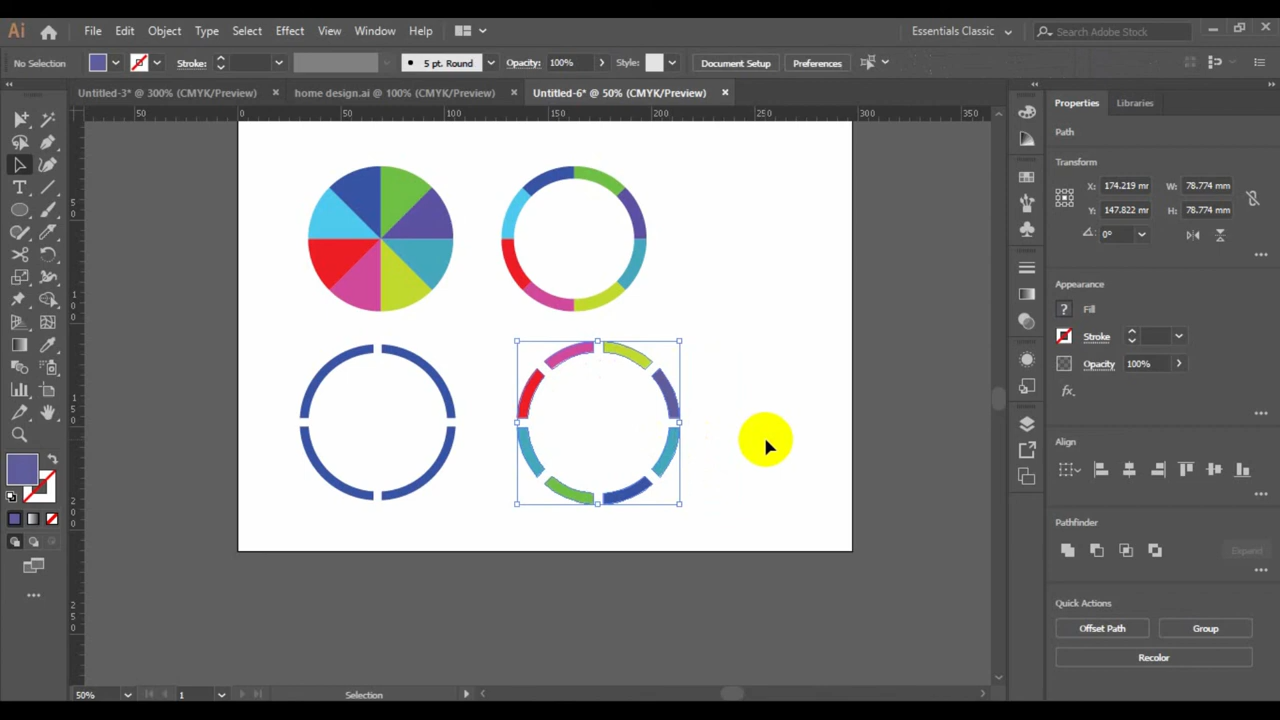 Ai File Edit Object Type Select Effect View Window Help Essentials Classic Search Adobe Stock
No Selection Stroke: 5 pt. Round Opacity: 100% Style: Document Setup Preferences
Untitled-3* @ 300% (CMYK/Preview) × home design.ai @ 100% (CMYK/Preview) × Untitled-6* @ 50% (CMYK/Preview) ×
50 0 50 100 150 200 250 300 350
Properties Libraries
Path
Transform
X: 174.219 mr W: 78.774 mm
Y: 147.822 mr H: 78.774 mm
0°
Appearance
? Fill
Stroke
Opacity 100%
fx.
Align
Pathfinder
Expand
Quick Actions
Offset Path Group
Recolor
50% 1 Selection